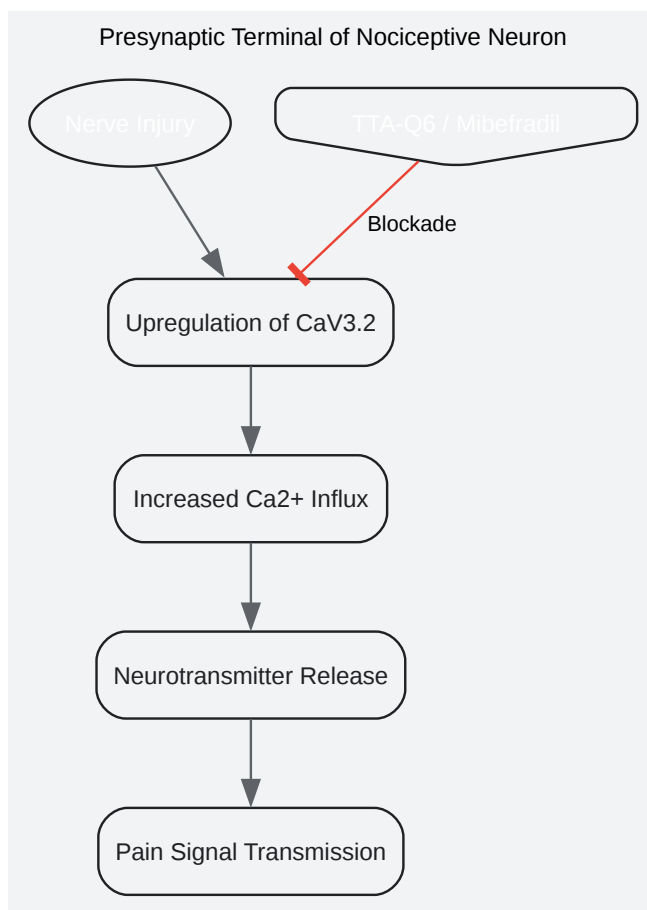 Presynaptic Terminal of Nociceptive Neuron
Nerve Injury
TTA-Q6 / Mibefradil
Blockade
Upregulation of CaV3.2
Increased Ca2+ Influx
Neurotransmitter Release
Pain Signal Transmission